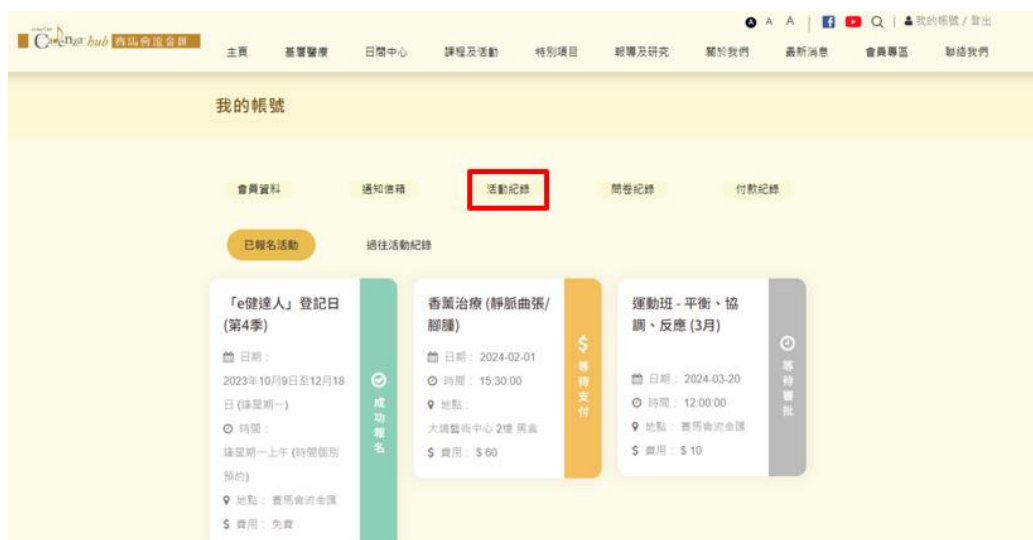 A A A 我的帳號 / 登出
Cadenza hub 賽馬會流金匯
主頁 基層醫療 日間中心 課程及活動 特別項目 報導及研究 關於我們 最新消息 會員專區 聯絡我們
我的帳號
會員資料 通知信箱 活動紀錄 問卷紀錄 付款紀錄
已報名活動 過往活動紀錄
「e健達人」登記日
(第4季)
日期 :
2023年10月9日至12月18
日 (逢星期一)
時間 :
逢星期一上午 (時間個別
預約)
地點 : 賽馬會流金匯
$ 費用 : 免費
成功報名
香薰治療 (靜脈曲張/
腳腫)
日期 : 2024-02-01
時間 : 15:30:00
地點 :
大埔藝術中心 2樓 黑盒
$ 費用 : $ 60
$ 等待支付
運動班 - 平衡、協
調、反應 (3月)
日期 : 2024-03-20
時間 : 12:00:00
地點 : 賽馬會流金匯
$ 費用 : $ 10
等待審批